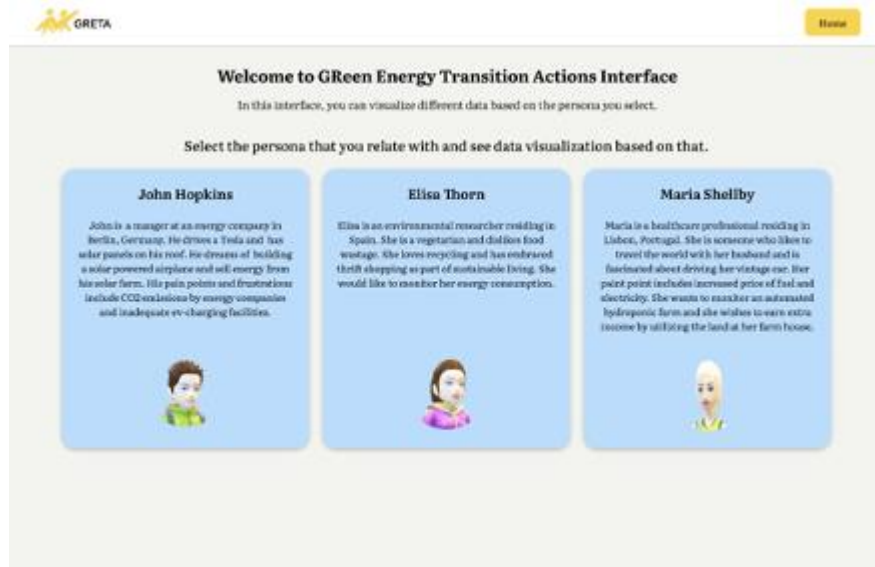 GRETA
Home
Welcome to GReen Energy Transition Actions Interface
In this interface, you can visualize different data based on the persona you select.
Select the persona that you relate with and see data visualization based on that.
John Hopkins
John is a manger at an energy company in
Berlin, Germany. He drives a Tesla and has
solar panels on his roof. He dreams of building
a solar powered airplane and sell energy from
his solar farm. His pain points and frustrations
include CO2 emissions by energy companies
and inadequate ev-charging facilities.
Elisa Thorn
Elisa is an environmental researcher residing in
Spain. She is a vegetarian and dislikes food
wastage. She loves recycling and has embraced
thrift shopping as part of sustainable living. She
would like to monitor her energy consumption.
Maria Shellby
Maria is a healthcare professional residing in
Lisbon, Portugal. She is someone who likes to
travel the world with her husband and is
fascinated about driving her vintage car. Her
paint point includes increased price of fuel and
electricity. She wants to monitor an automated
hydroponic farm and she wishes to earn extra
income by utilizing the land at her farm house.